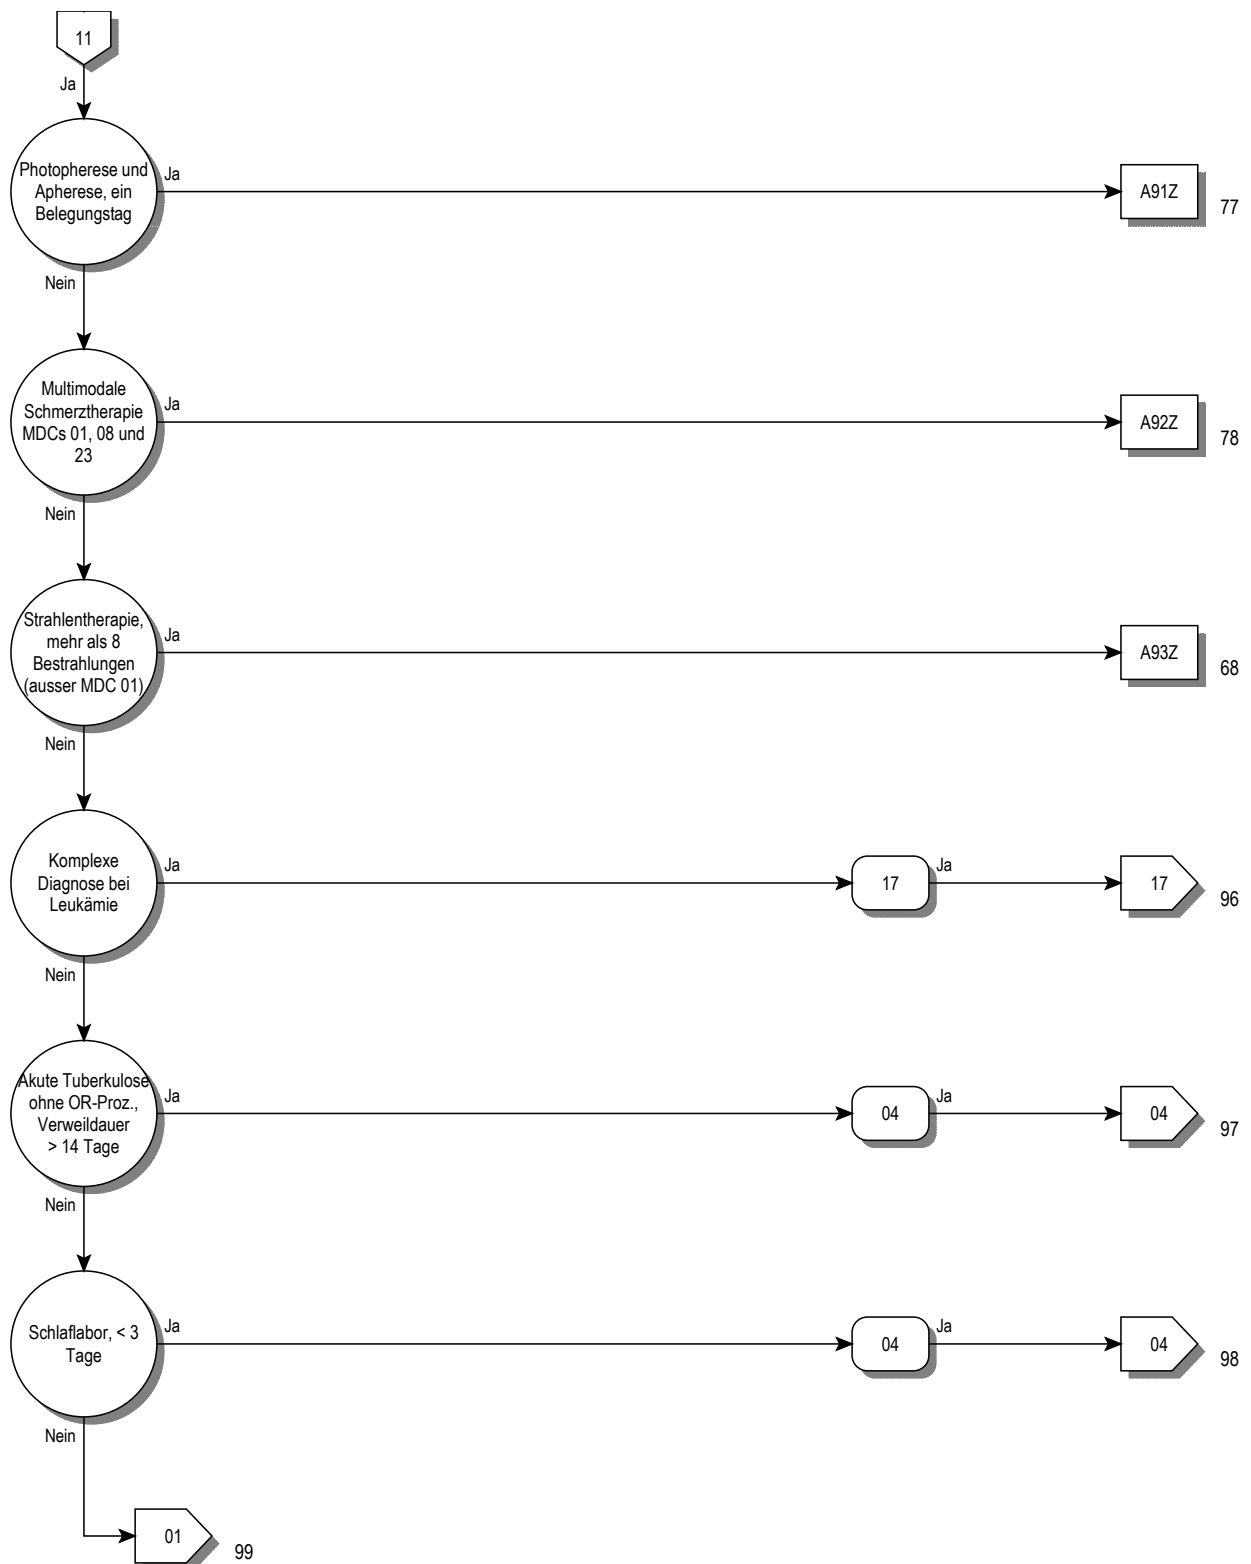 11
Ja
Photopherese und
Apherese, ein
Belegungstag
Ja
A91Z
77
Nein
Multimodale
Schmerztherapie
MDCs 01, 08 und
23
Ja
A92Z
78
Nein
Strahlentherapie,
mehr als 8
Bestrahlungen
(ausser MDC 01)
Ja
A93Z
68
Nein
Komplexe
Diagnose bei
Leukämie
Ja
17
Ja
17
96
Nein
Akute Tuberkulose
ohne OR-Proz.,
Verweildauer
> 14 Tage
Ja
04
Ja
04
97
Nein
Schlaflabor, < 3
Tage
Ja
04
Ja
04
98
Nein
01
99